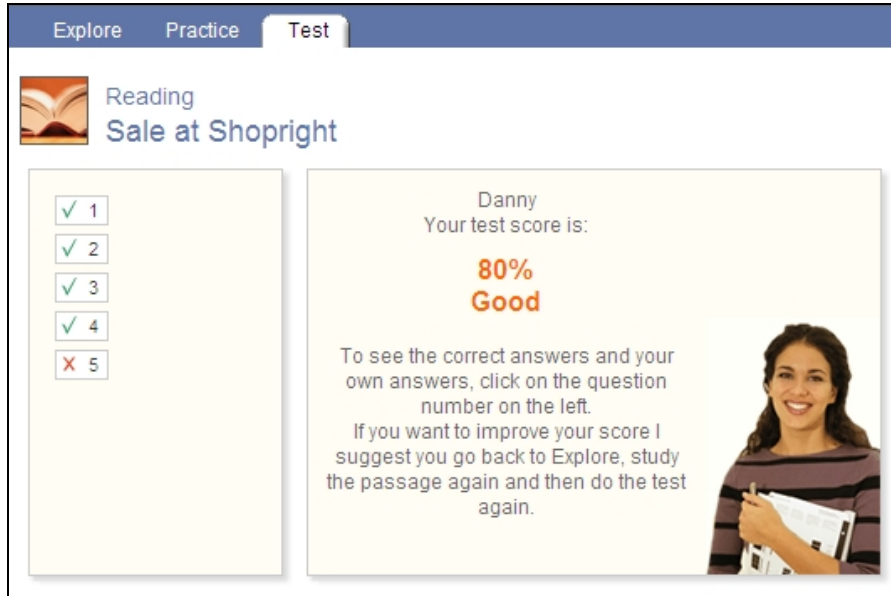 Explore
Practice
Test
Reading
Sale at Shopright
1
2
3
4
5
Danny
Your test score is:
80%
Good
To see the correct answers and your
own answers, click on the question
number on the left.
If you want to improve your score I
suggest you go back to Explore, study
the passage again and then do the test
again.